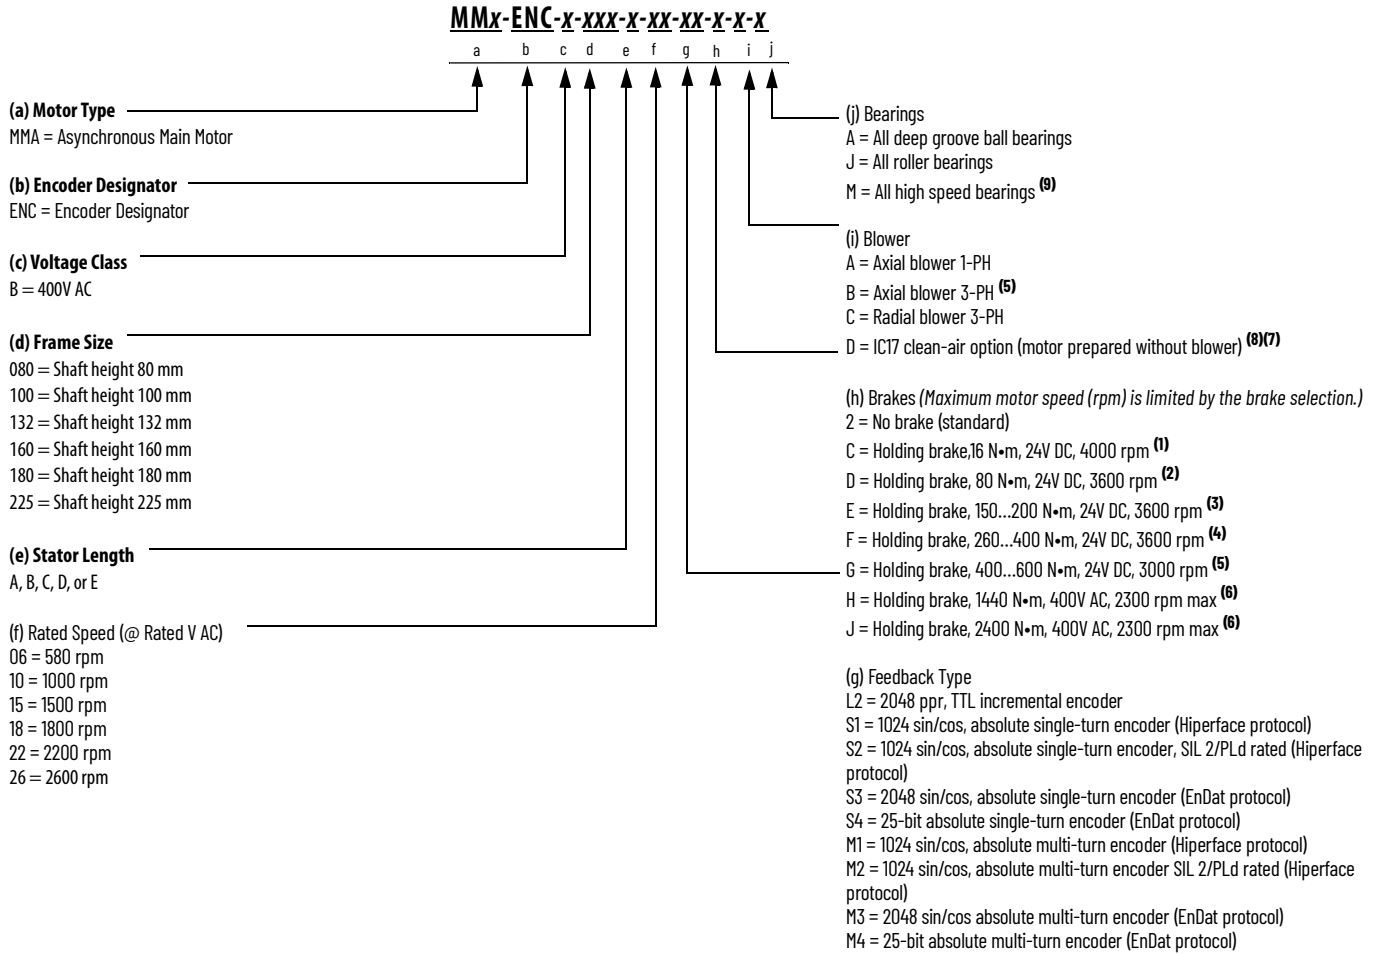 MMx-ENC-x-xxx-x-xx-xx-x-x-x
a b c d e f g h i j
(a) Motor Type
MMA = Asynchronous Main Motor
(b) Encoder Designator
ENC = Encoder Designator
(c) Voltage Class
B = 400V AC
(d) Frame Size
080 = Shaft height 80 mm
100 = Shaft height 100 mm
132 = Shaft height 132 mm
160 = Shaft height 160 mm
180 = Shaft height 180 mm
225 = Shaft height 225 mm
(e) Stator Length
A, B, C, D, or E
(f) Rated Speed (@ Rated V AC)
06 = 580 rpm
10 = 1000 rpm
15 = 1500 rpm
18 = 1800 rpm
22 = 2200 rpm
26 = 2600 rpm
(j) Bearings
A = All deep groove ball bearings
J = All roller bearings
M = All high speed bearings (9)
(i) Blower
A = Axial blower 1-PH
B = Axial blower 3-PH (5)
C = Radial blower 3-PH
D = IC17 clean-air option (motor prepared without blower) (8)(7)
(h) Brakes (Maximum motor speed (rpm) is limited by the brake selection.)
2 = No brake (standard)
C = Holding brake,16 N•m, 24V DC, 4000 rpm (1)
D = Holding brake, 80 N•m, 24V DC, 3600 rpm (2)
E = Holding brake, 150...200 N•m, 24V DC, 3600 rpm (3)
F = Holding brake, 260...400 N•m, 24V DC, 3600 rpm (4)
G = Holding brake, 400...600 N•m, 24V DC, 3000 rpm (5)
H = Holding brake, 1440 N•m, 400V AC, 2300 rpm max (6)
J = Holding brake, 2400 N•m, 400V AC, 2300 rpm max (6)
(g) Feedback Type
L2 = 2048 ppr, TTL incremental encoder
S1 = 1024 sin/cos, absolute single-turn encoder (Hiperface protocol)
S2 = 1024 sin/cos, absolute single-turn encoder, SIL 2/PLd rated (Hiperface
protocol)
S3 = 2048 sin/cos, absolute single-turn encoder (EnDat protocol)
S4 = 25-bit absolute single-turn encoder (EnDat protocol)
M1 = 1024 sin/cos, absolute multi-turn encoder (Hiperface protocol)
M2 = 1024 sin/cos, absolute multi-turn encoder SIL 2/PLd rated (Hiperface
protocol)
M3 = 2048 sin/cos absolute multi-turn encoder (EnDat protocol)
M4 = 25-bit absolute multi-turn encoder (EnDat protocol)